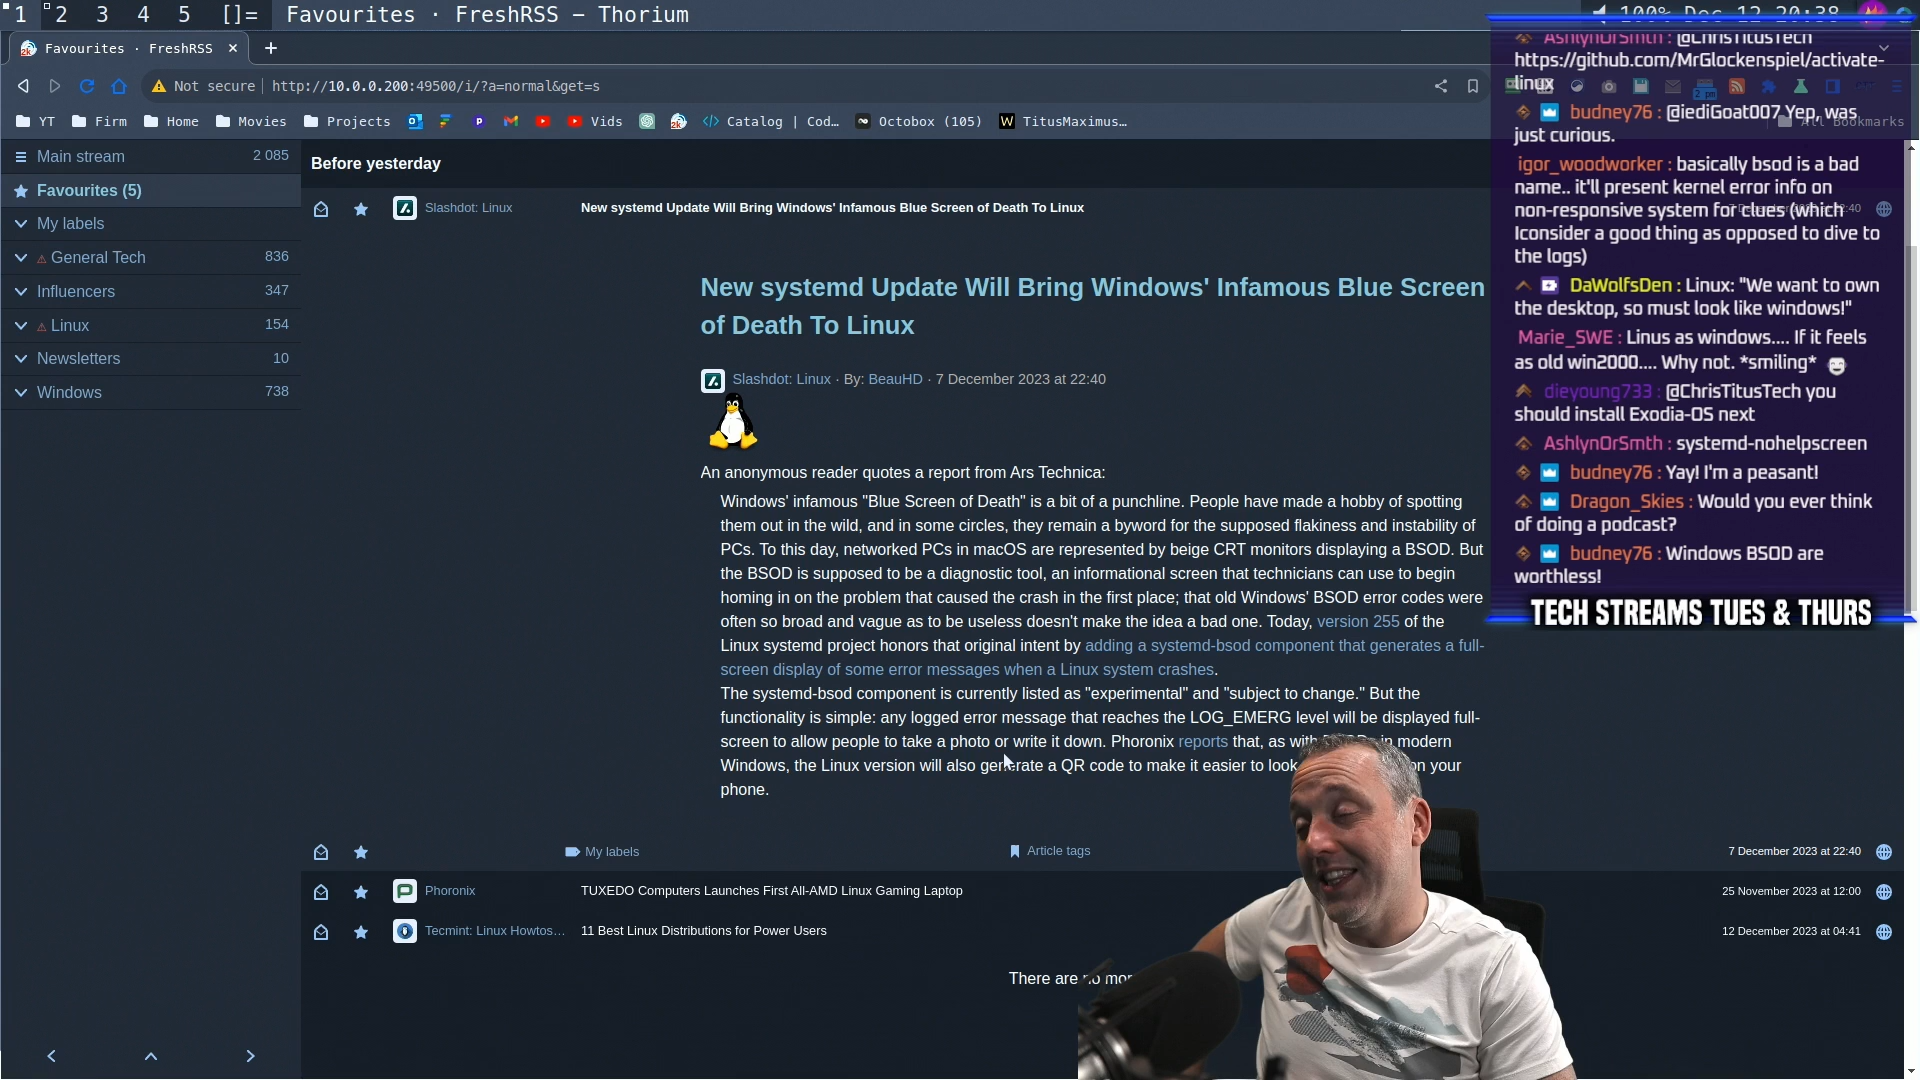 1 2 3 4 5 []= Favourites · FreshRSS – Thorium
100% Dec 12 20:38
Favourites · FreshRSS
Not secure
http://10.0.0.200:49500/i/?a=normal&get=s
2 pm
YT Firm Home Movies Projects Vids Catalog | Cod… Octobox (105) TitusMaximus… All Bookmarks
Main stream 2 085
Favourites (5)
My labels
General Tech 836
Influencers 347
Linux 154
Newsletters 10
Windows 738
Before yesterday
Slashdot: Linux New systemd Update Will Bring Windows' Infamous Blue Screen of Death To Linux
New systemd Update Will Bring Windows' Infamous Blue Screen
of Death To Linux
Slashdot: Linux · By: BeauHD · 7 December 2023 at 22:40
An anonymous reader quotes a report from Ars Technica:
Windows' infamous "Blue Screen of Death" is a bit of a punchline. People have made a hobby of spotting
them out in the wild, and in some circles, they remain a byword for the supposed flakiness and instability of
PCs. To this day, networked PCs in macOS are represented by beige CRT monitors displaying a BSOD. But
the BSOD is supposed to be a diagnostic tool, an informational screen that technicians can use to begin
homing in on the problem that caused the crash in the first place; that old Windows' BSOD error codes were
often so broad and vague as to be useless doesn't make the idea a bad one. Today, version 255 of the
Linux systemd project honors that original intent by adding a systemd-bsod component that generates a full-
screen display of some error messages when a Linux system crashes.
The systemd-bsod component is currently listed as "experimental" and "subject to change." But the
functionality is simple: any logged error message that reaches the LOG_EMERG level will be displayed full-
screen to allow people to take a photo or write it down. Phoronix reports that, as with in modern
Windows, the Linux version will also generate a QR code to make it easier to look on your
phone.
My labels Article tags 7 December 2023 at 22:40
Phoronix TUXEDO Computers Launches First All-AMD Linux Gaming Laptop 25 November 2023 at 12:00
Tecmint: Linux Howtos… 11 Best Linux Distributions for Power Users 12 December 2023 at 04:41
There are no mor
AshlynOrSmth : @ChrisTitusTech
https://github.com/MrGlockenspiel/activate-
linux
budney76 : @iediGoat007 Yep, was
just curious.
igor_woodworker : basically bsod is a bad
name.. it'll present kernel error info on
non-responsive system for clues (which
Iconsider a good thing as opposed to dive to
the logs)
DaWolfsDen : Linux: "We want to own
the desktop, so must look like windows!"
Marie_SWE : Linus as windows.... If it feels
as old win2000.... Why not. *smiling*
dieyoung733 : @ChrisTitusTech you
should install Exodia-OS next
AshlynOrSmth : systemd-nohelpscreen
budney76 : Yay! I'm a peasant!
Dragon_Skies : Would you ever think
of doing a podcast?
budney76 : Windows BSOD are
worthless!
TECH STREAMS TUES & THURS